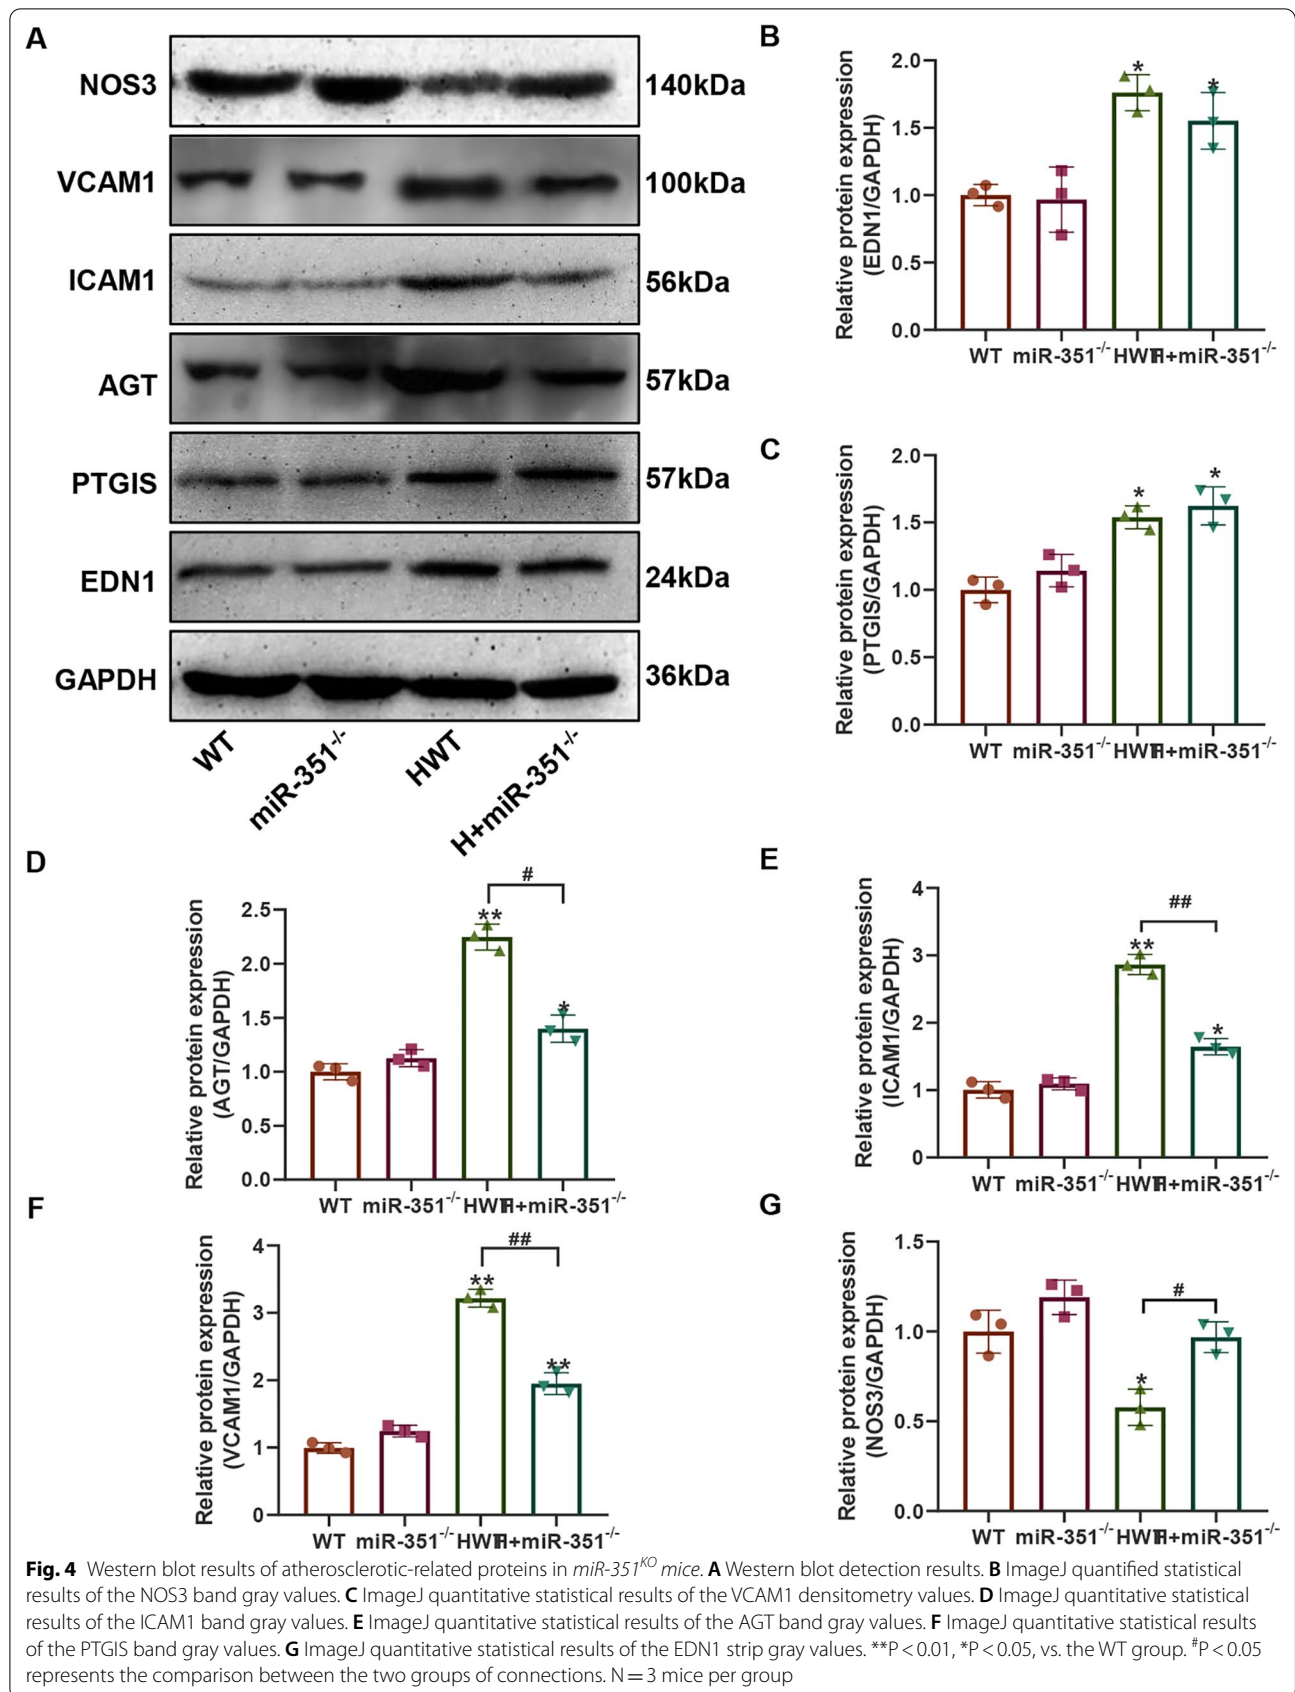 A
NOS3
140kDa
VCAM1
100kDa
ICAM1
56kDa
AGT
57kDa
PTGIS
57kDa
EDN1
24kDa
GAPDH
36kDa
WT
miR-351-/-
HWT
H+miR-351-/-
B
Relative protein expression
(EDN1/GAPDH)
2.0
1.5
1.0
0.5
0.0
*
*
WT miR-351-/- HWT H+miR-351-/-
C
Relative protein expression
(PTGIS/GAPDH)
2.0
1.5
1.0
0.5
0.0
*
*
WT miR-351-/- HWT H+miR-351-/-
D
Relative protein expression
(AGT/GAPDH)
2.5
2.0
1.5
1.0
0.5
0.0
#
**
*
WT miR-351-/- HWT H+miR-351-/-
E
Relative protein expression
(ICAM1/GAPDH)
4
3
2
1
0
##
**
*
WT miR-351-/- HWT H+miR-351-/-
F
Relative protein expression
(VCAM1/GAPDH)
4
3
2
1
0
##
**
**
WT miR-351-/- HWT H+miR-351-/-
G
Relative protein expression
(NOS3/GAPDH)
1.5
1.0
0.5
0.0
#
*
WT miR-351-/- HWT H+miR-351-/-
Fig. 4 Western blot results of atherosclerotic-related proteins in miR-351KO mice. A Western blot detection results. B ImageJ quantified statistical
results of the NOS3 band gray values. C ImageJ quantitative statistical results of the VCAM1 densitometry values. D ImageJ quantitative statistical
results of the ICAM1 band gray values. E ImageJ quantitative statistical results of the AGT band gray values. F ImageJ quantitative statistical results
of the PTGIS band gray values. G ImageJ quantitative statistical results of the EDN1 strip gray values. **P < 0.01, *P < 0.05, vs. the WT group. #P < 0.05
represents the comparison between the two groups of connections. N = 3 mice per group